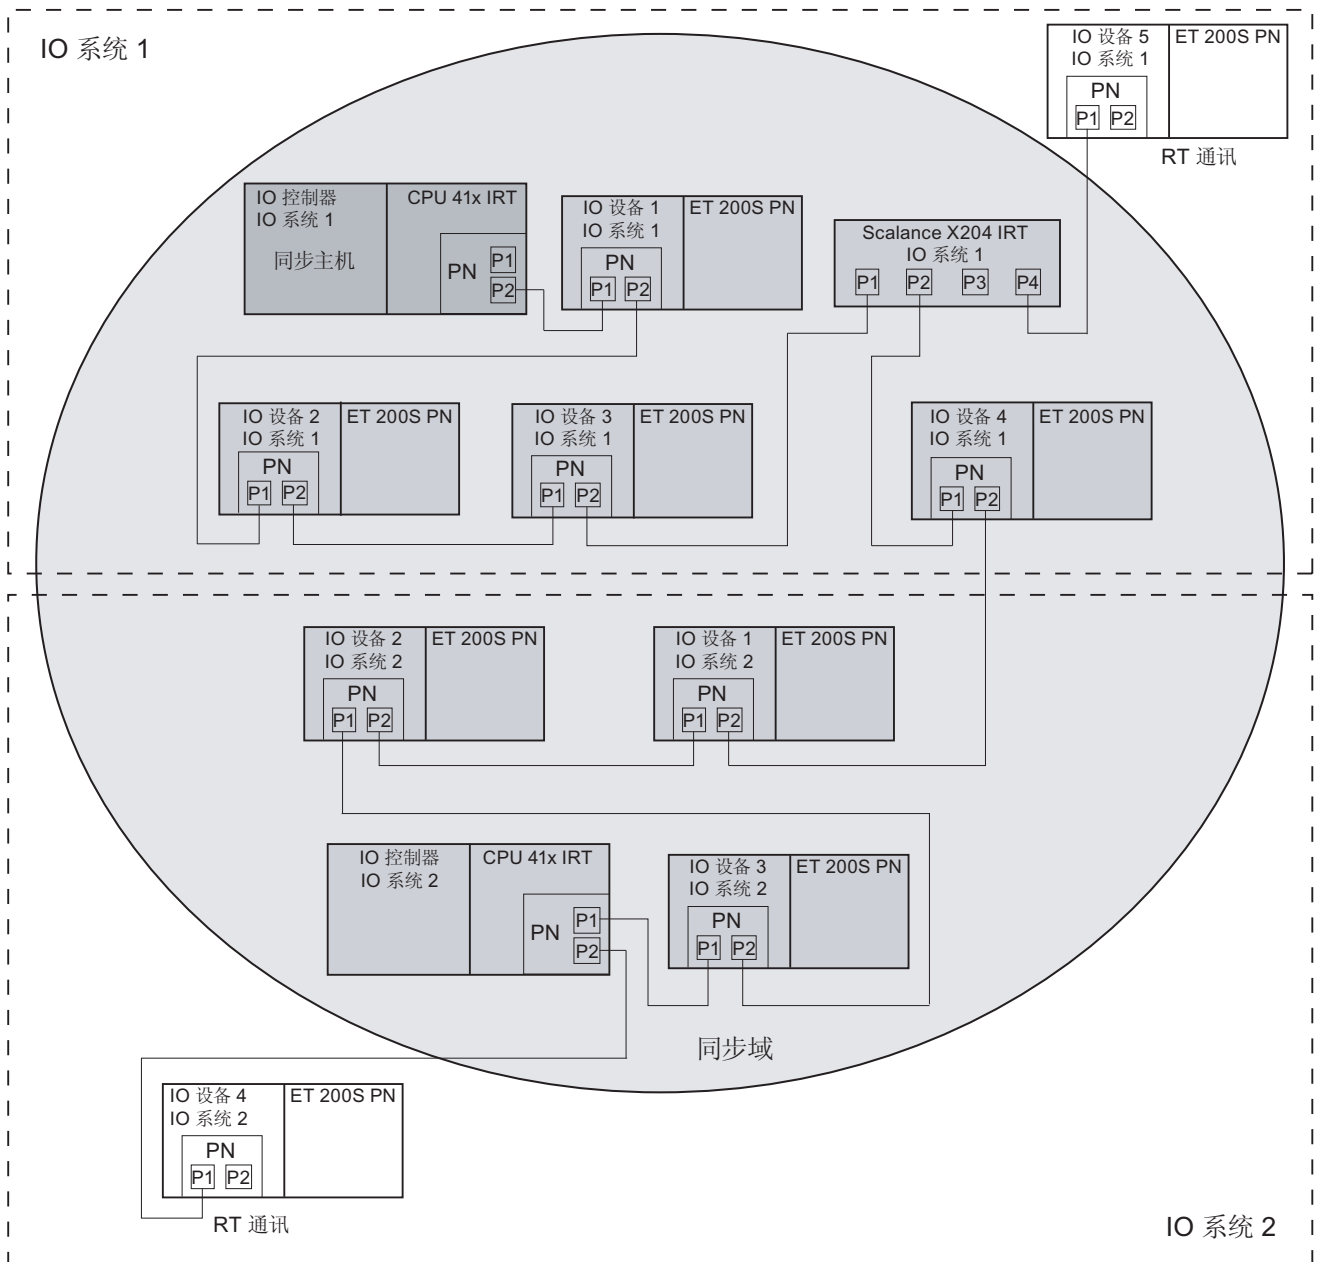 IO 系统 1
IO 设备 5
IO 系统 1
ET 200S PN
PN
P1 P2
RT 通讯
IO 控制器
IO 系统 1
同步主机
CPU 41x IRT
PN
P1
P2
IO 设备 1
IO 系统 1
ET 200S PN
PN
P1 P2
Scalance X204 IRT
IO 系统 1
P1 P2 P3 P4
IO 设备 2
IO 系统 1
ET 200S PN
PN
P1 P2
IO 设备 3
IO 系统 1
ET 200S PN
PN
P1 P2
IO 设备 4
IO 系统 1
ET 200S PN
PN
P1 P2
IO 设备 2
IO 系统 2
ET 200S PN
PN
P1 P2
IO 设备 1
IO 系统 2
ET 200S PN
PN
P1 P2
IO 控制器
IO 系统 2
CPU 41x IRT
PN
P1
P2
IO 设备 3
IO 系统 2
ET 200S PN
PN
P1 P2
同步域
IO 设备 4
IO 系统 2
ET 200S PN
PN
P1 P2
RT 通讯
IO 系统 2